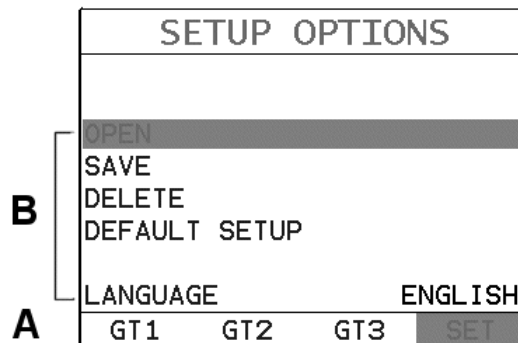 SETUP OPTIONS
OPEN
SAVE
B
DELETE
DEFAULT SETUP
LANGUAGE ENGLISH
A
GT1 GT2 GT3 SET